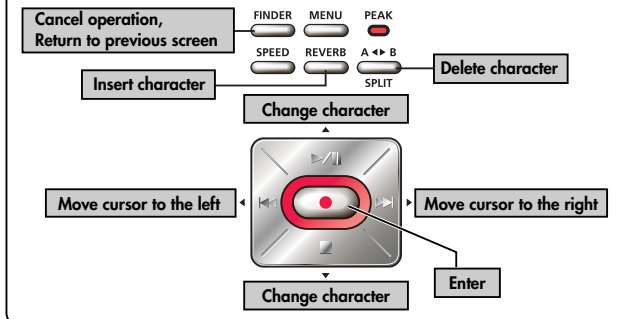 Cancel operation,
Return to previous screen
FINDER MENU PEAK
SPEED REVERB A ◄► B
SPLIT
Insert character
Delete character
Change character
Move cursor to the left
Move cursor to the right
Enter
Change character